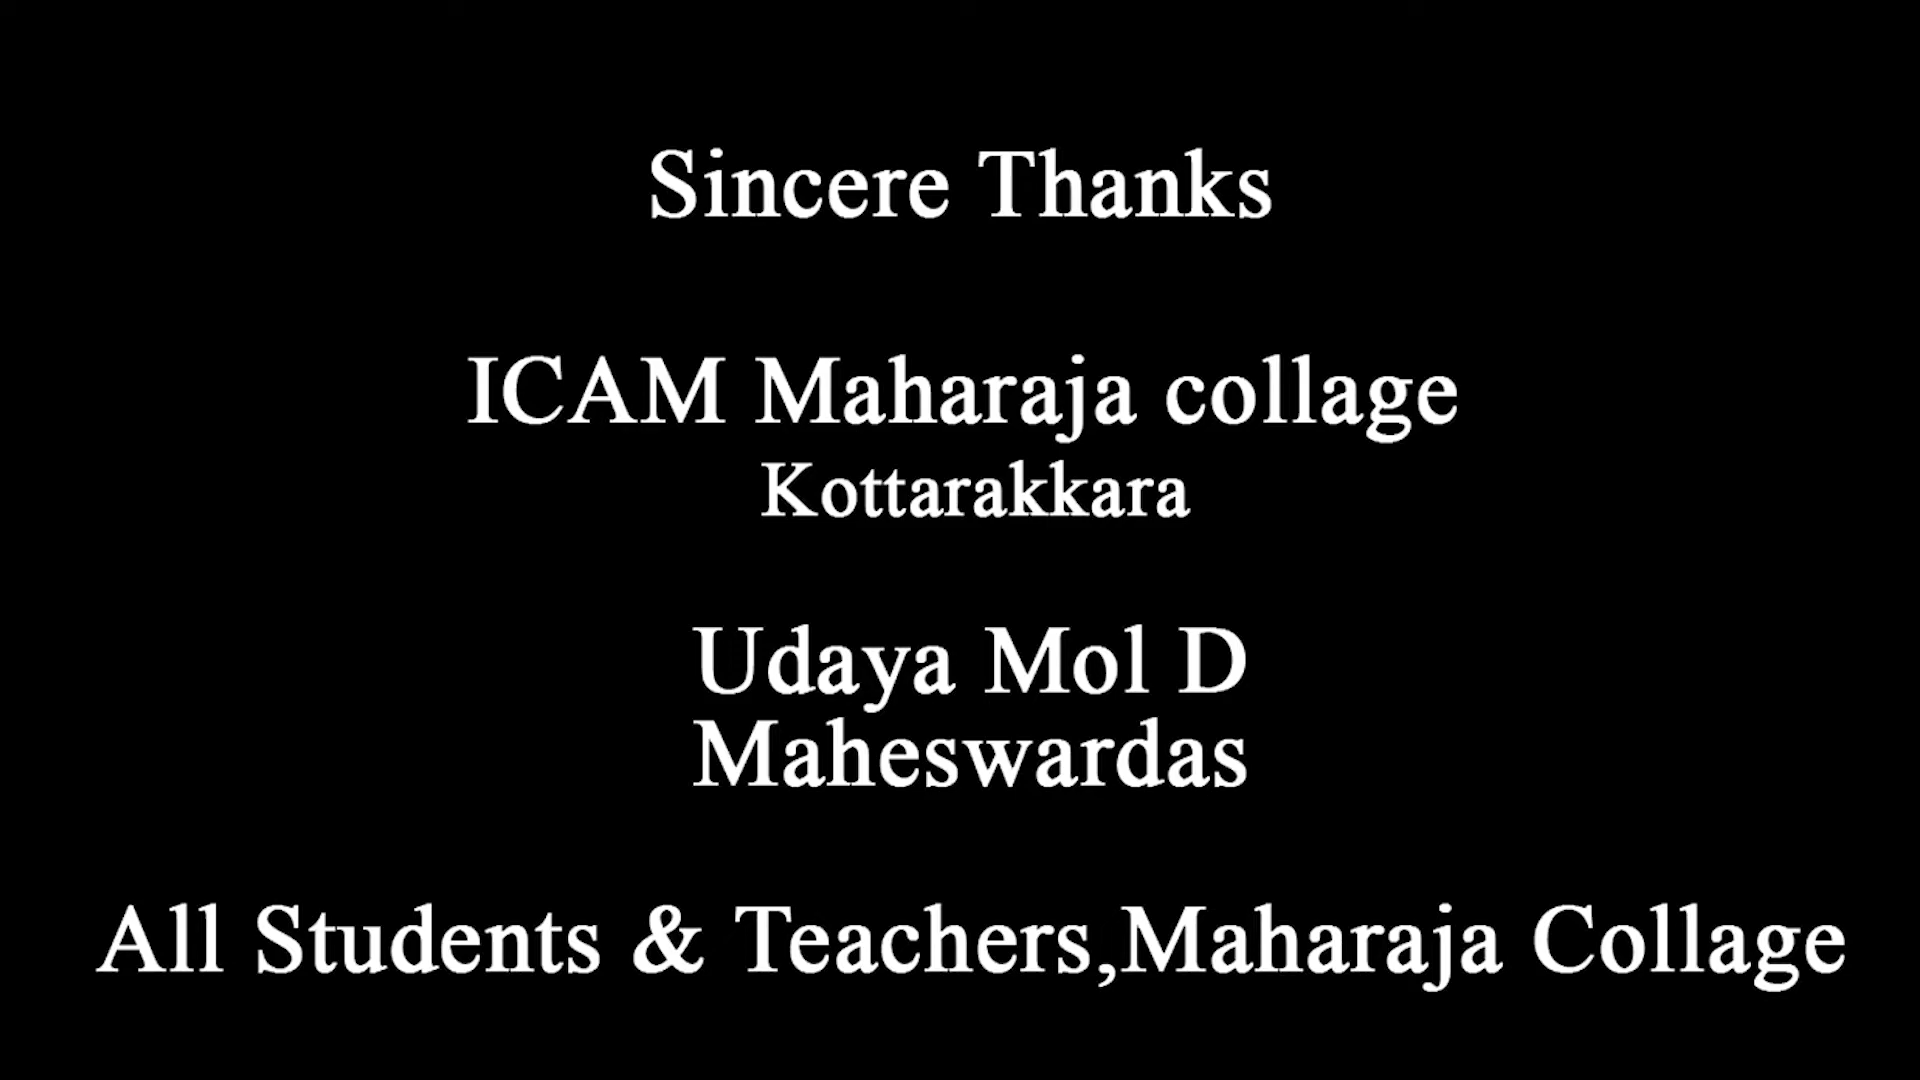 Sincere Thanks
ICAM Maharaja collage
Kottarakkara
Udaya Mol D
Maheswardas
All Students & Teachers,Maharaja Collage